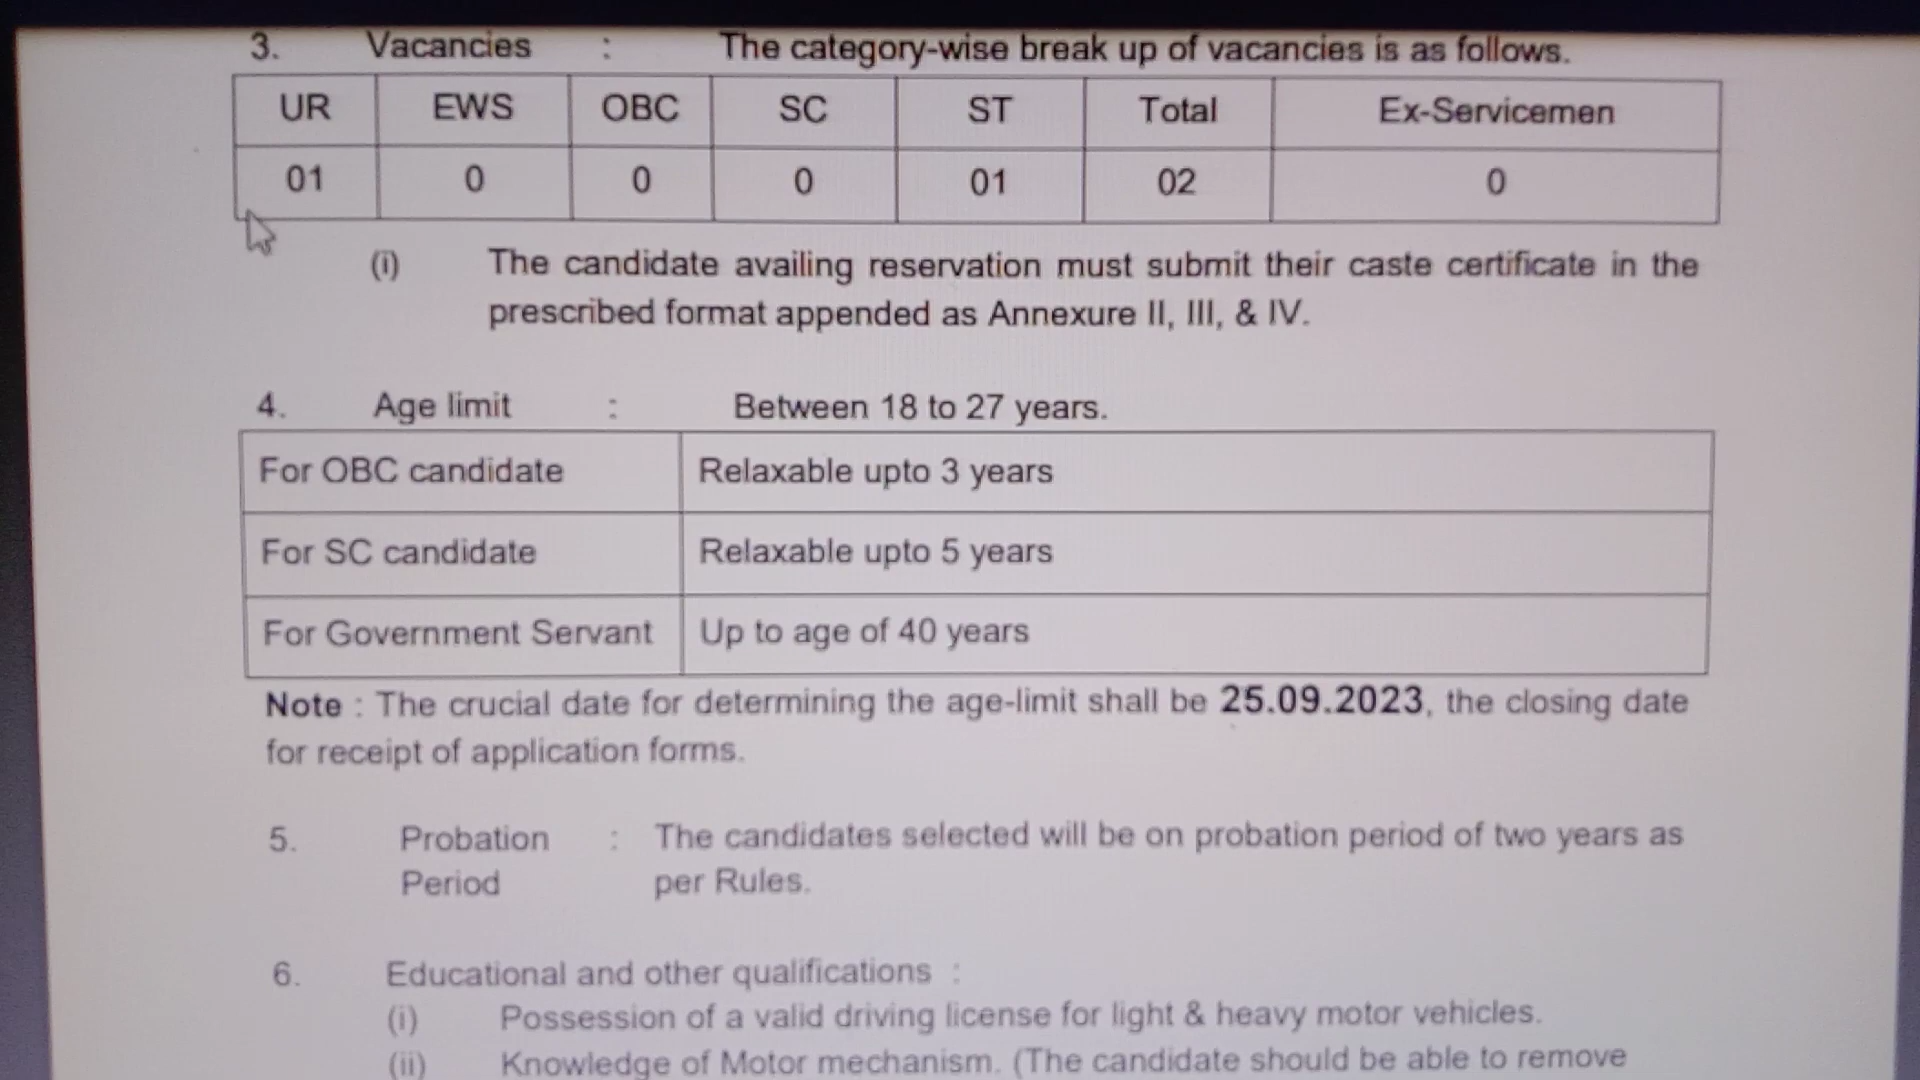 3. Vacancies : The category-wise break up of vacancies is as follows.
UR EWS OBC SC ST Total Ex-Servicemen
01 0 0 0 01 02 0
(i) The candidate availing reservation must submit their caste certificate in the
prescribed format appended as Annexure II, III, & IV.
4. Age limit : Between 18 to 27 years.
For OBC candidate Relaxable upto 3 years
For SC candidate Relaxable upto 5 years
For Government Servant Up to age of 40 years
Note : The crucial date for determining the age-limit shall be 25.09.2023, the closing date
for receipt of application forms.
5. Probation : The candidates selected will be on probation period of two years as
Period per Rules.
6. Educational and other qualifications :
(i) Possession of a valid driving license for light & heavy motor vehicles.
(ii) Knowledge of Motor mechanism. (The candidate should be able to remove